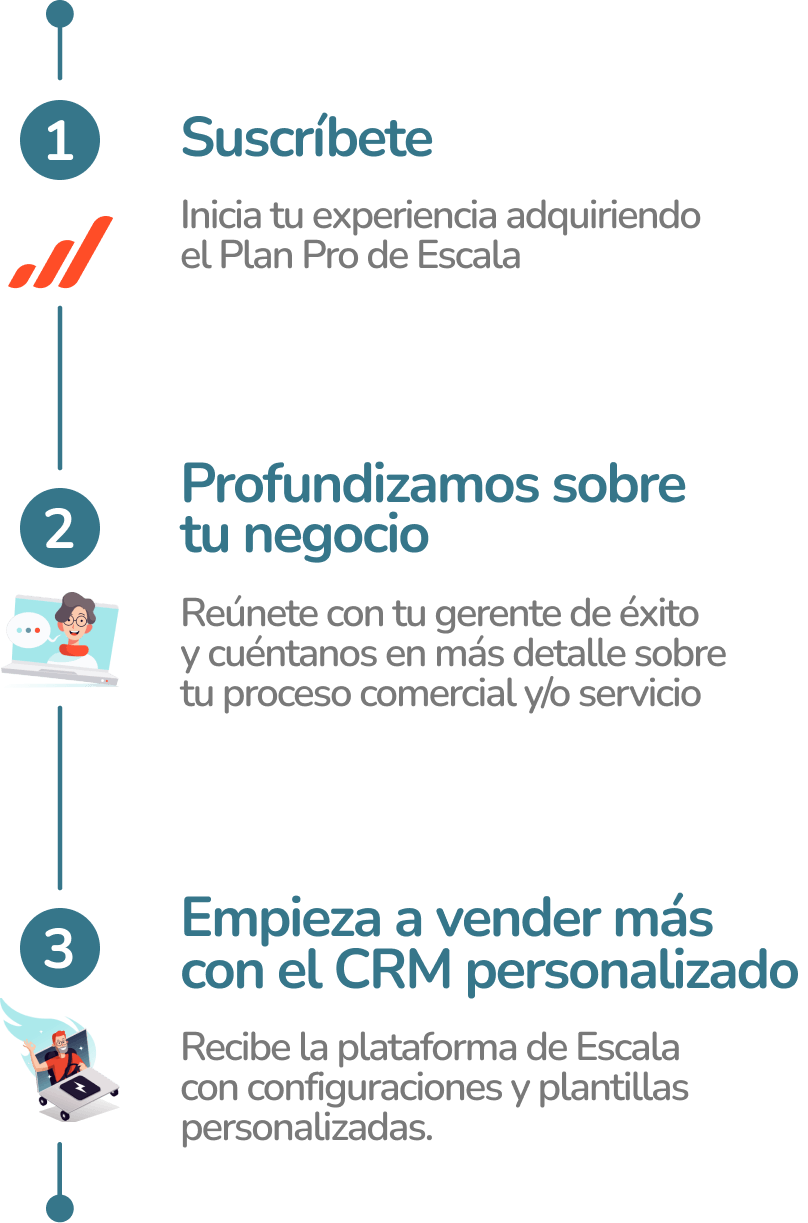 1
Suscríbete
Inicia tu experiencia adquiriendo
el Plan Pro de Escala
2
Profundizamos sobre
tu negocio
Reúnete con tu gerente de éxito
y cuéntanos en más detalle sobre
tu proceso comercial y/o servicio
3
Empieza a vender más
con el CRM personalizado
Recibe la plataforma de Escala
con configuraciones y plantillas
personalizadas.